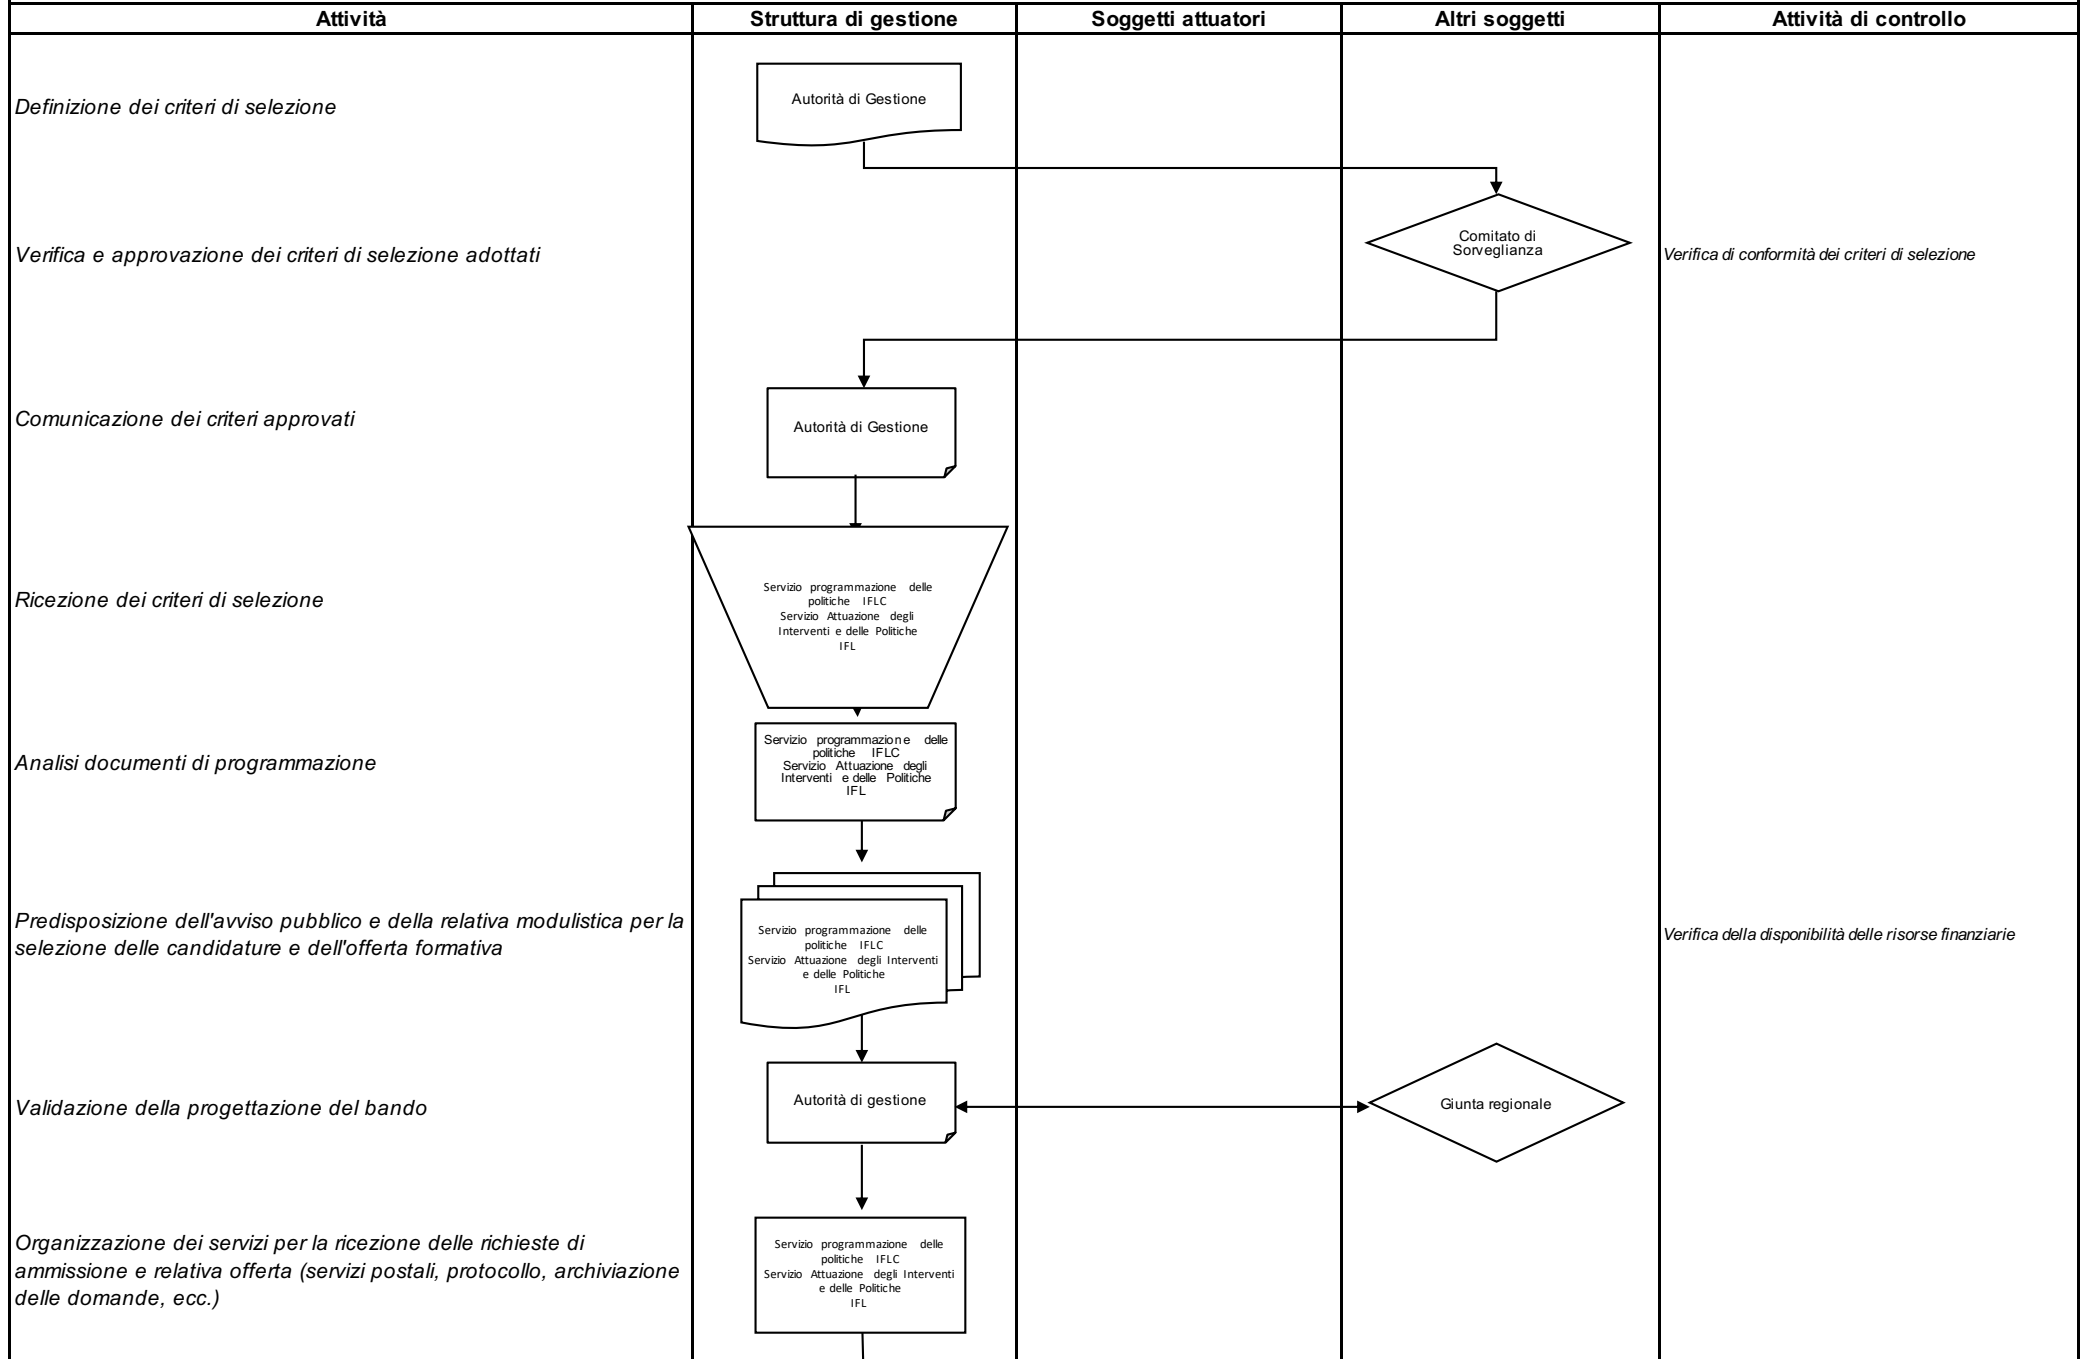 Attività
Struttura di gestione
Soggetti attuatori
Altri soggetti
Attività di controllo
Definizione dei criteri di selezione
Autorità di Gestione
Verifica e approvazione dei criteri di selezione adottati
Comitato di
Sorveglianza
Verifica di conformità dei criteri di selezione
Comunicazione dei criteri approvati
Autorità di Gestione
Ricezione dei criteri di selezione
Servizio programmazione delle
politiche IFLC
Servizio Attuazione degli
Interventi e delle Politiche
IFL
Analisi documenti di programmazione
Servizio programmazione delle
politiche IFLC
Servizio Attuazione degli
Interventi e delle Politiche
IFL
Predisposizione dell'avviso pubblico e della relativa modulistica per la
selezione delle candidature e dell'offerta formativa
Servizio programmazione delle
politiche IFLC
Servizio Attuazione degli Interventi
e delle Politiche
IFL
Verifica della disponibilità delle risorse finanziarie
Validazione della progettazione del bando
Autorità di gestione
Giunta regionale
Organizzazione dei servizi per la ricezione delle richieste di
ammissione e relativa offerta (servizi postali, protocollo, archiviazione
delle domande, ecc.)
Servizio programmazione delle
politiche IFLC
Servizio Attuazione degli Interventi
e delle Politiche
IFL